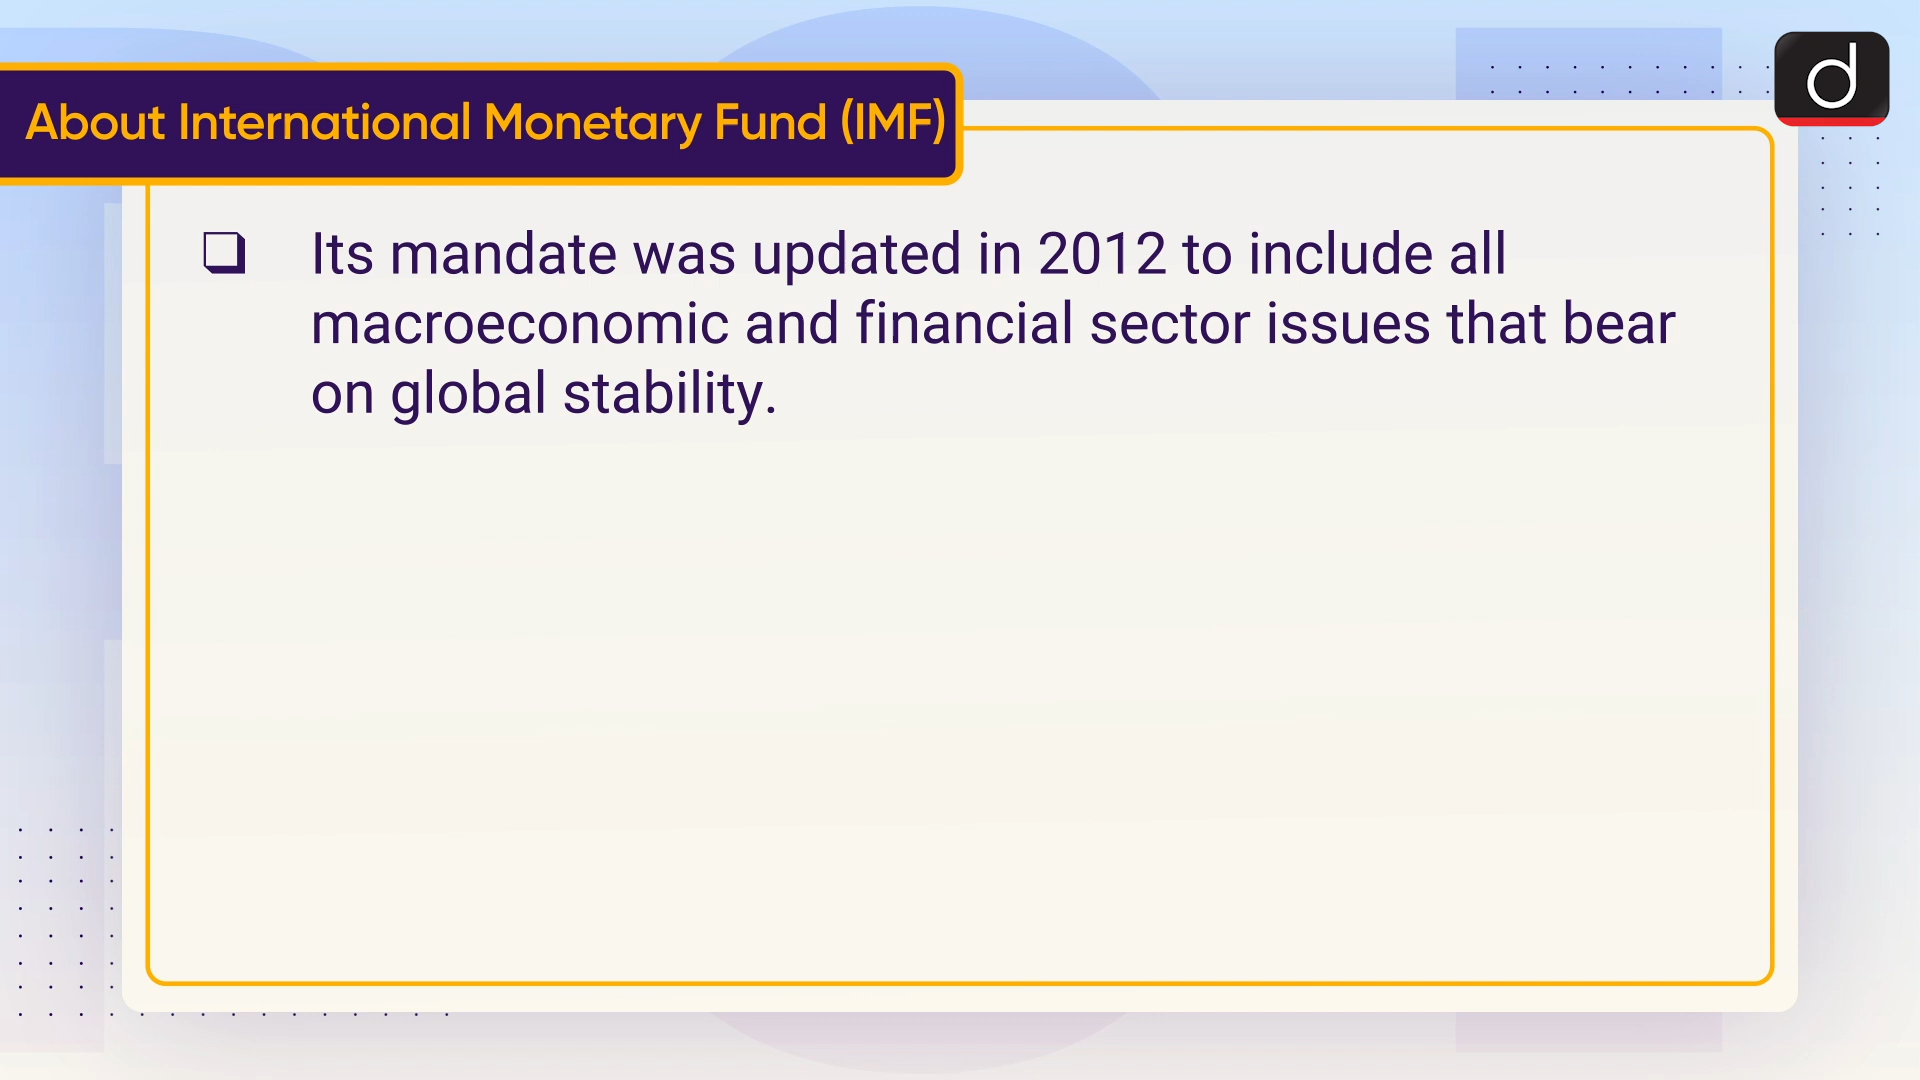 About International Monetary Fund (IMF)
❑ Its mandate was updated in 2012 to include all
macroeconomic and financial sector issues that bear
on global stability.
d